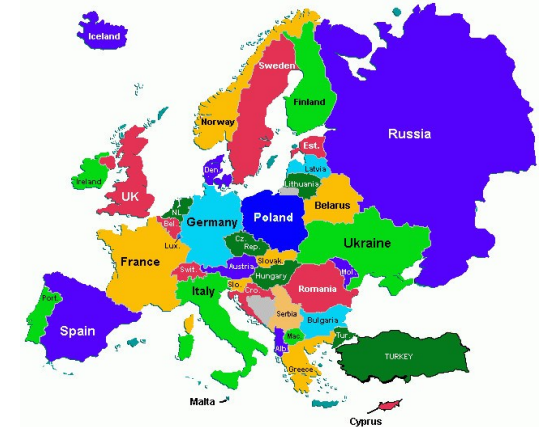 Iceland
Sweden
Finland
Norway
Russia
Est.
Latvia
Den.
Lithuania
Ireland
UK
Belarus
NL
Bel.
Germany
Poland
Lux.
Cz.
Rep.
Ukraine
France
Slovak.
Swit.
Austria
Hungary
Mol.
Italy
Slo.
Cro.
Romania
Port.
Spain
Serbia
Bulgaria
Mac.
Tur.
Alb.
TURKEY
Greece
Malta
Cyprus